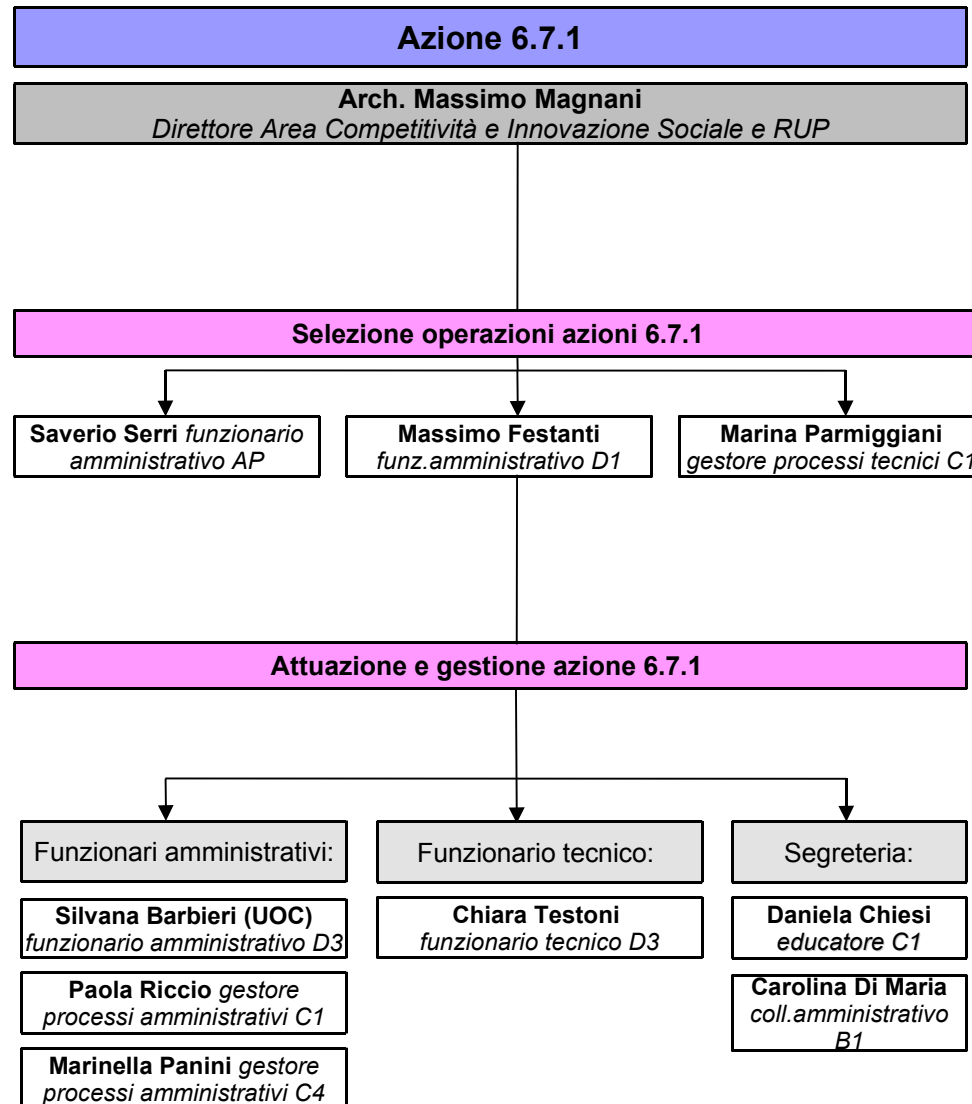 Azione 6.7.1
Arch. Massimo Magnani
Direttore Area Competitività e Innovazione Sociale e RUP
Selezione operazioni azioni 6.7.1
Saverio Serri funzionario
amministrativo AP
Massimo Festanti
funz.amministrativo D1
Marina Parmiggiani
gestore processi tecnici C1
Attuazione e gestione azione 6.7.1
Funzionari amministrativi:
Silvana Barbieri (UOC)
funzionario amministrativo D3
Paola Riccio gestore
processi amministrativi C1
Marinella Panini gestore
processi amministrativi C4
Funzionario tecnico:
Chiara Testoni
funzionario tecnico D3
Segreteria:
Daniela Chiesi
educatore C1
Carolina Di Maria
coll.amministrativo
B1